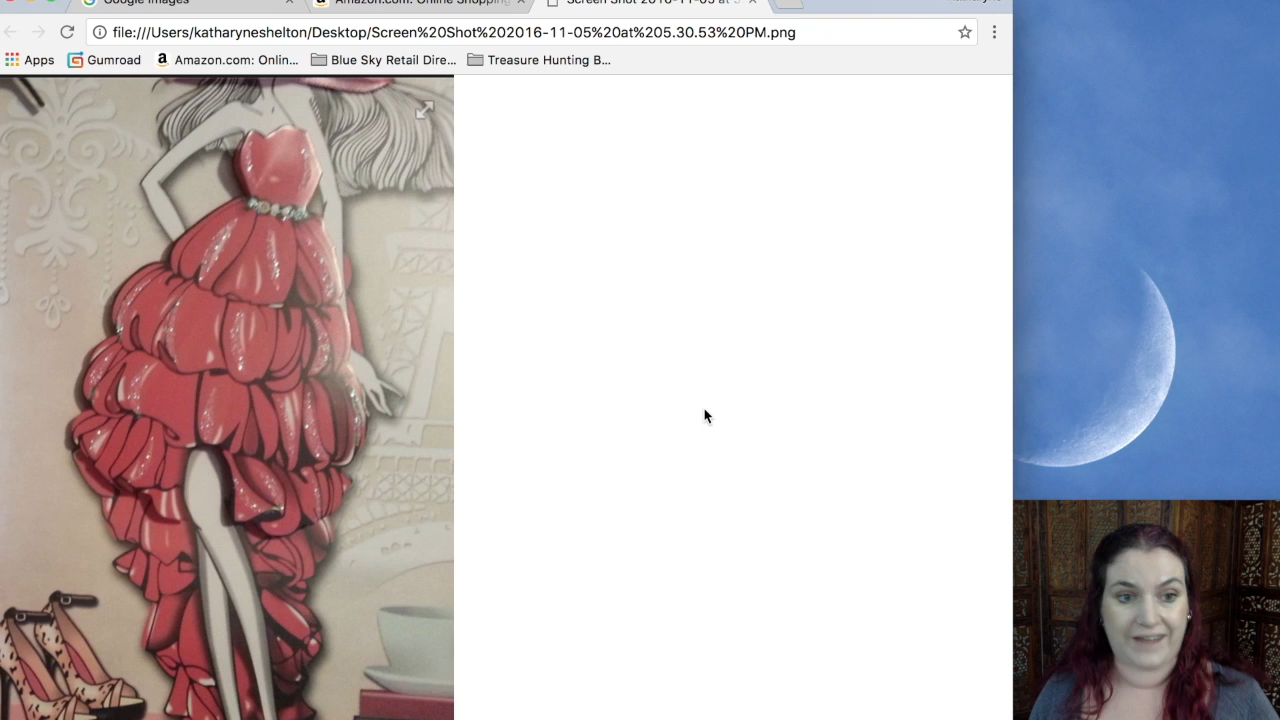 Google Images
Amazon.com: Online Shopping
Screen Shot 2016-11-05 at 5
file:///Users/katharyneshelton/Desktop/Screen%20Shot%202016-11-05%20at%205.30.53%20PM.png
Apps
Gumroad
Amazon.com: Onlin...
Blue Sky Retail Dire...
Treasure Hunting B...